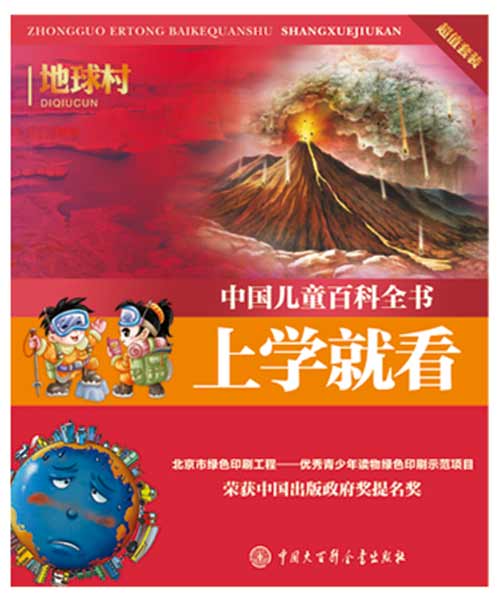 ZHONGGUO ERTONG BAIKEQUANSHU SHANGXUEJIUKAN
超值套装
地球村
DIQIUCUN
中国儿童百科全书
上学就看
北京市绿色印刷工程——优秀青少年读物绿色印刷示范项目
荣获中国出版政府奖提名奖
中国大百科全书出版社